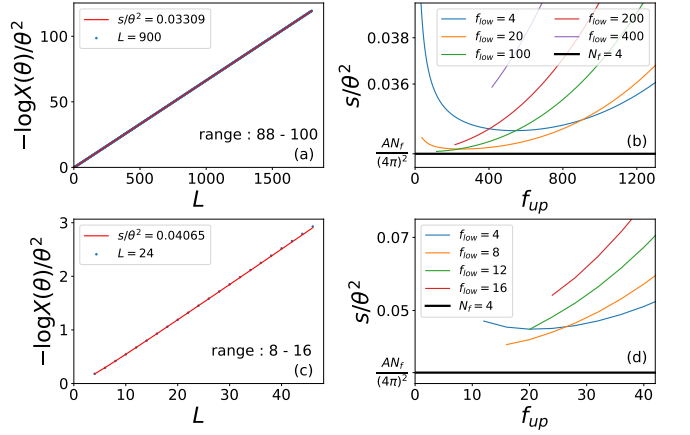 −logX(θ)/θ²
100
50
0
s/θ² = 0.03309
L = 900
range : 88 - 100
(a)
0 500 1000 1500
L
s/θ²
0.038
0.036
AN_f
(4π)²
f_low = 4
f_low = 20
f_low = 100
f_low = 200
f_low = 400
N_f = 4
(b)
0 400 800 1200
f_up
−logX(θ)/θ²
3
2
1
0
s/θ² = 0.04065
L = 24
range : 8 - 16
(c)
0 10 20 30 40
L
s/θ²
0.07
0.05
AN_f
(4π)²
f_low = 4
f_low = 8
f_low = 12
f_low = 16
N_f = 4
(d)
0 10 20 30 40
f_up